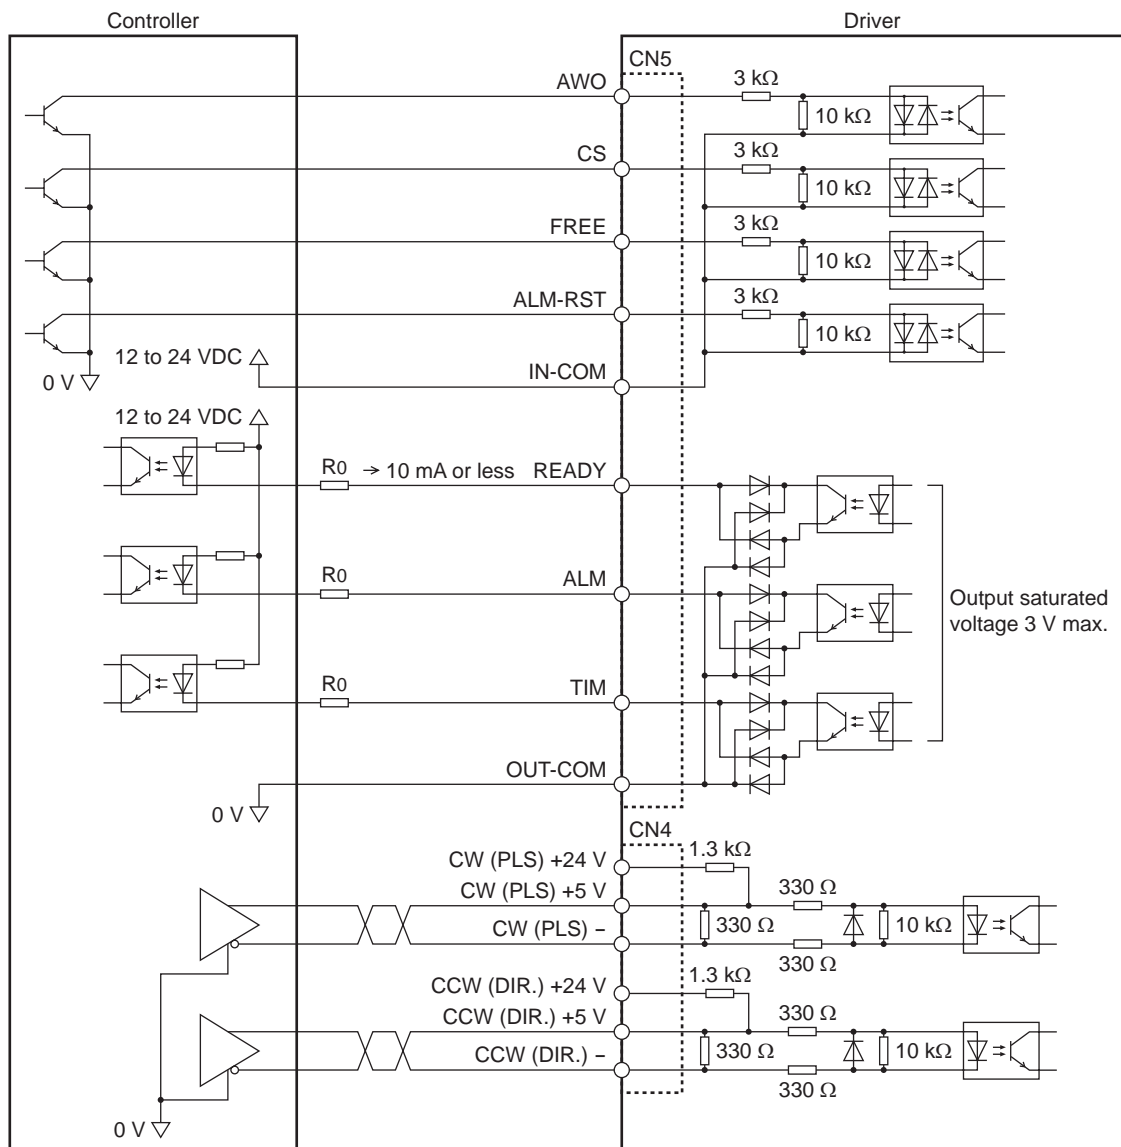 Controller
Driver
CN5
AWO
3 kΩ
10 kΩ
CS
3 kΩ
10 kΩ
FREE
3 kΩ
10 kΩ
ALM-RST
3 kΩ
10 kΩ
12 to 24 VDC
0 V
IN-COM
12 to 24 VDC
R0
→ 10 mA or less
READY
R0
ALM
Output saturated
voltage 3 V max.
R0
TIM
OUT-COM
0 V
CN4
CW (PLS) +24 V
1.3 kΩ
CW (PLS) +5 V
330 Ω
CW (PLS) –
330 Ω
10 kΩ
330 Ω
CCW (DIR.) +24 V
1.3 kΩ
CCW (DIR.) +5 V
330 Ω
CCW (DIR.) –
330 Ω
10 kΩ
330 Ω
0 V